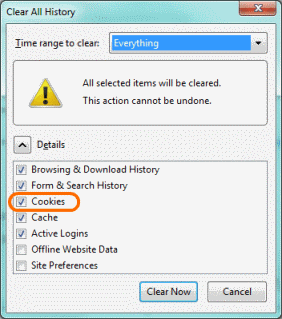 Clear All History
Time range to clear: Everything
All selected items will be cleared.
This action cannot be undone.
Details
Browsing & Download History
Form & Search History
Cookies
Cache
Active Logins
Offline Website Data
Site Preferences
Clear Now Cancel